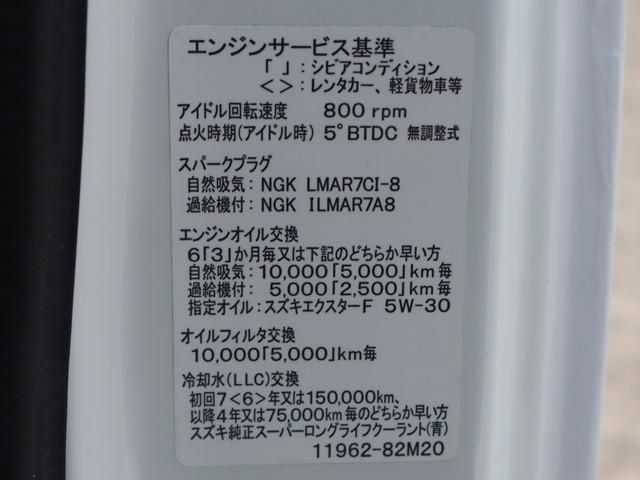 エンジンサービス基準
「 」：シビアコンディション
＜＞：レンタカー、軽貨物車等
アイドル回転速度 800 rpm
点火時期(アイドル時) 5°BTDC 無調整式
スパークプラグ
自然吸気：NGK LMAR7CI-8
過給機付：NGK ILMAR7A8
エンジンオイル交換
6「3」か月毎又は下記のどちらか早い方
自然吸気：10,000「5,000」km毎
過給機付： 5,000「2,500」km毎
指定オイル：スズキエクスターF 5W-30
オイルフィルタ交換
10,000「5,000」km毎
冷却水(LLC)交換
初回7＜6＞年又は150,000km、
以降4年又は75,000km毎のどちらか早い方
スズキ純正スーパーロングライフクーラント(青)
11962-82M20